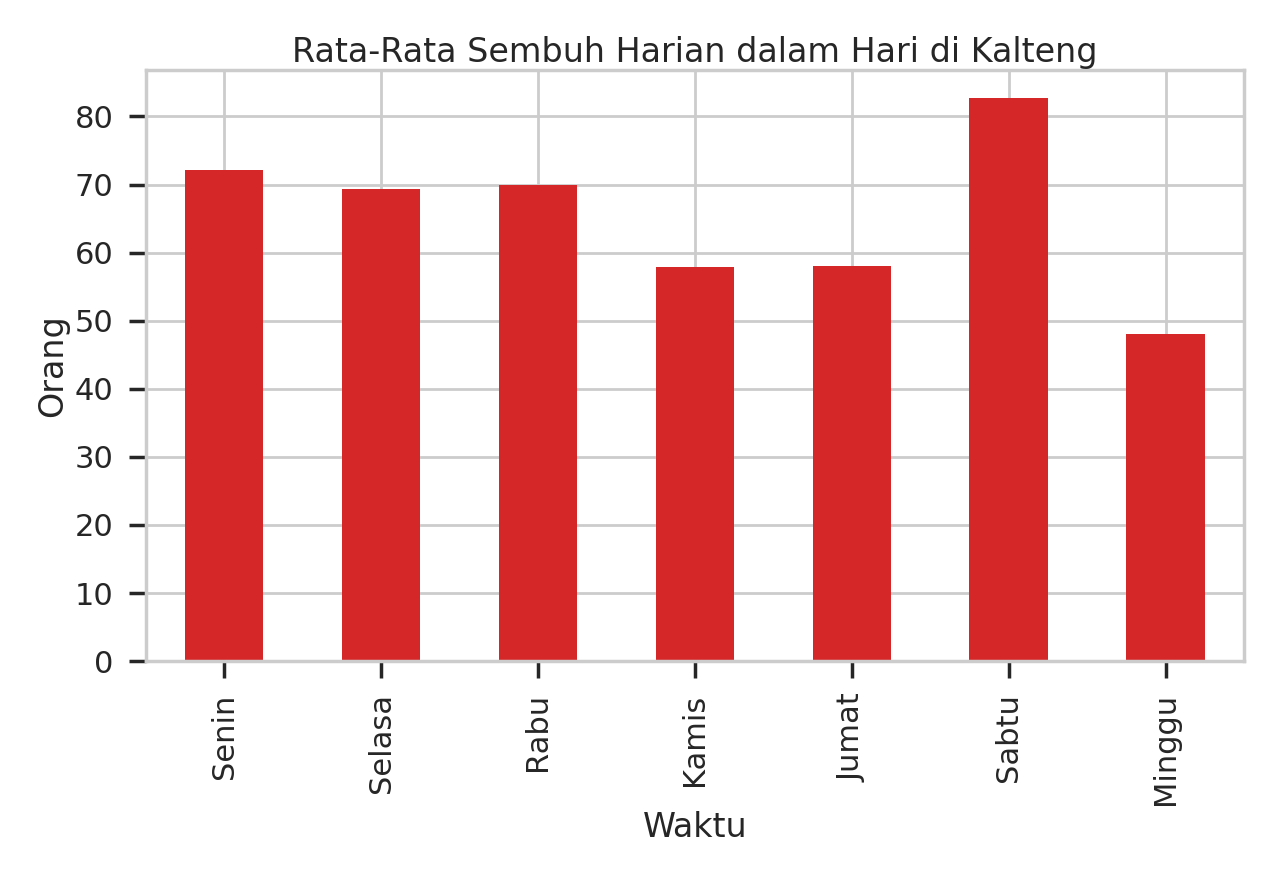 Rata-Rata Sembuh Harian dalam Hari di Kalteng
Orang
80
70
60
50
40
30
20
10
0
Senin
Selasa
Rabu
Kamis
Jumat
Sabtu
Minggu
Waktu